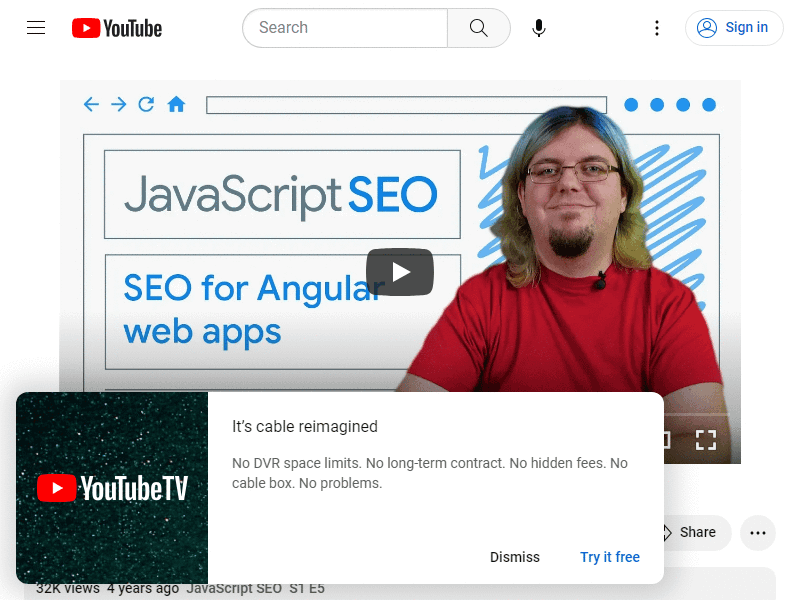 YouTube
Search
Sign in
JavaScript SEO
SEO for Angular
web apps
YouTubeTV
It's cable reimagined
No DVR space limits. No long-term contract. No hidden fees. No
cable box. No problems.
Dismiss
Try it free
Share
32K views 4 years ago JavaScript SEO S1 E5